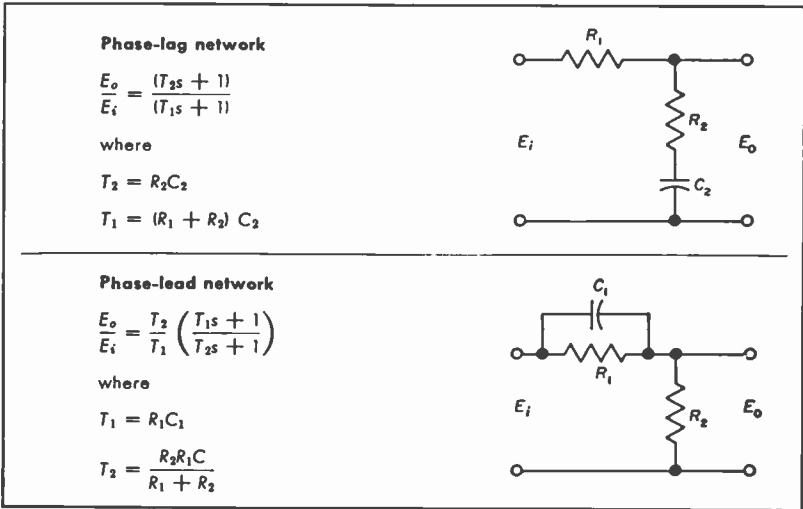 Phase-lag network
E_o/E_i = (T_2s + 1)/(T_1s + 1)
where
T_2 = R_2C_2
T_1 = (R_1 + R_2) C_2
R_1
R_2
E_i
E_o
C_2
Phase-lead network
E_o/E_i = T_2/T_1 (T_1s + 1/T_2s + 1)
where
T_1 = R_1C_1
T_2 = R_2R_1C/R_1 + R_2
C_1
R_1
E_i
R_2
E_o